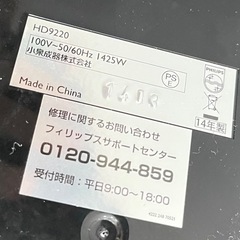 HD9220
100V~50/60Hz 1425W
小泉成器株式会社
PS
E
PHILIPS
1418
Made in China
14年製
修理に関するお問い合わせ
フィリップスサポートセンター
0120-944-859
受付時間：平日9:00〜18:00